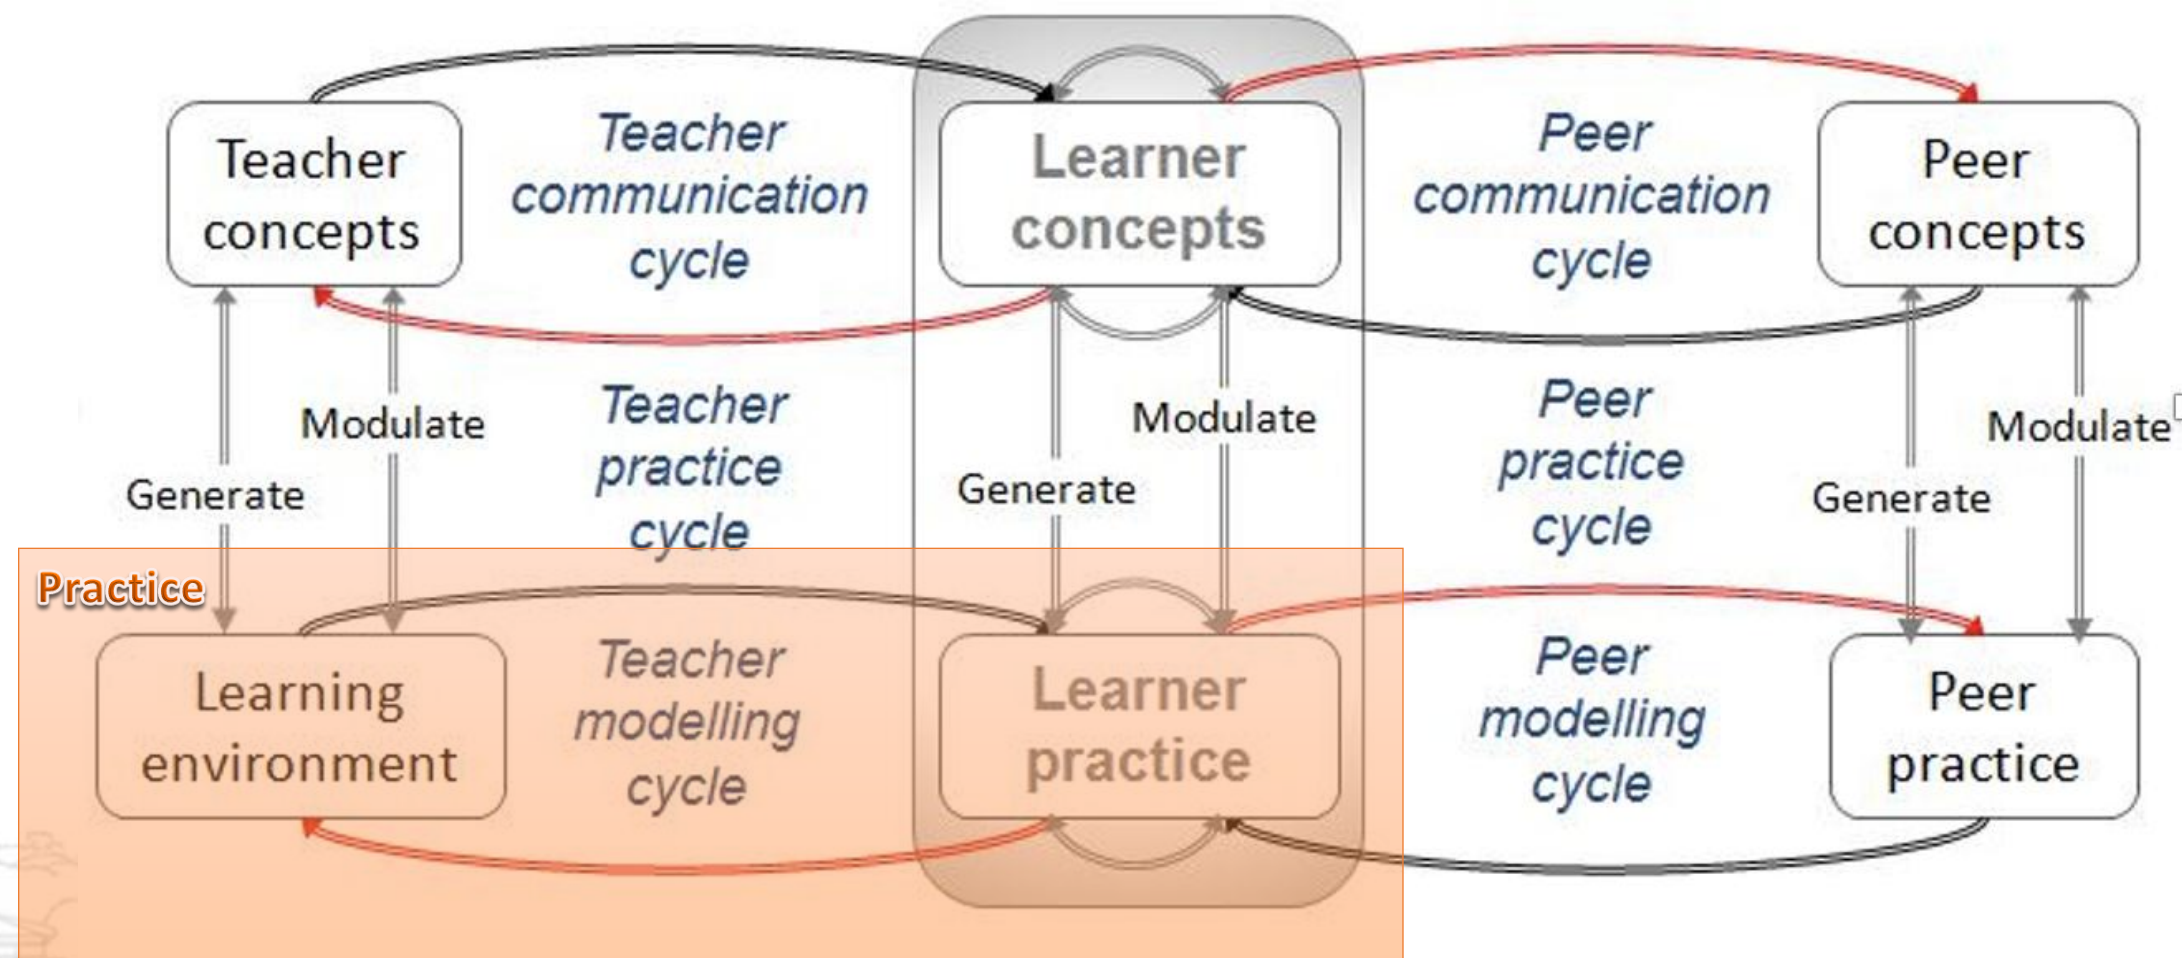 Teacher
concepts
Teacher
communication
cycle
Learner
concepts
Peer
communication
cycle
Peer
concepts
Generate
Modulate
Teacher
practice
cycle
Generate
Modulate
Peer
practice
cycle
Generate
Modulate
Practice
Learning
environment
Teacher
modelling
cycle
Learner
practice
Peer
modelling
cycle
Peer
practice